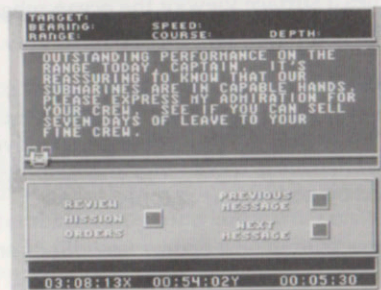 TARGET:
BEARING: SPEED:
RANGE: COURSE: DEPTH:
OUTSTANDING PERFORMANCE ON THE
RANGE TODAY, CAPTAIN. IT'S
REASSURING TO KNOW THAT OUR
SUBMARINES ARE IN CAPABLE HANDS.
PLEASE EXPRESS MY ADMIRATION FOR
YOUR CREW. SEE IF YOU CAN SELL
SEVEN DAYS OF LEAVE TO YOUR
FINE CREW.
REVIEW
MISSION
ORDERS
PREVIOUS
MESSAGE
NEXT
MESSAGE
03:08:13X 00:54:02Y 00:05:30